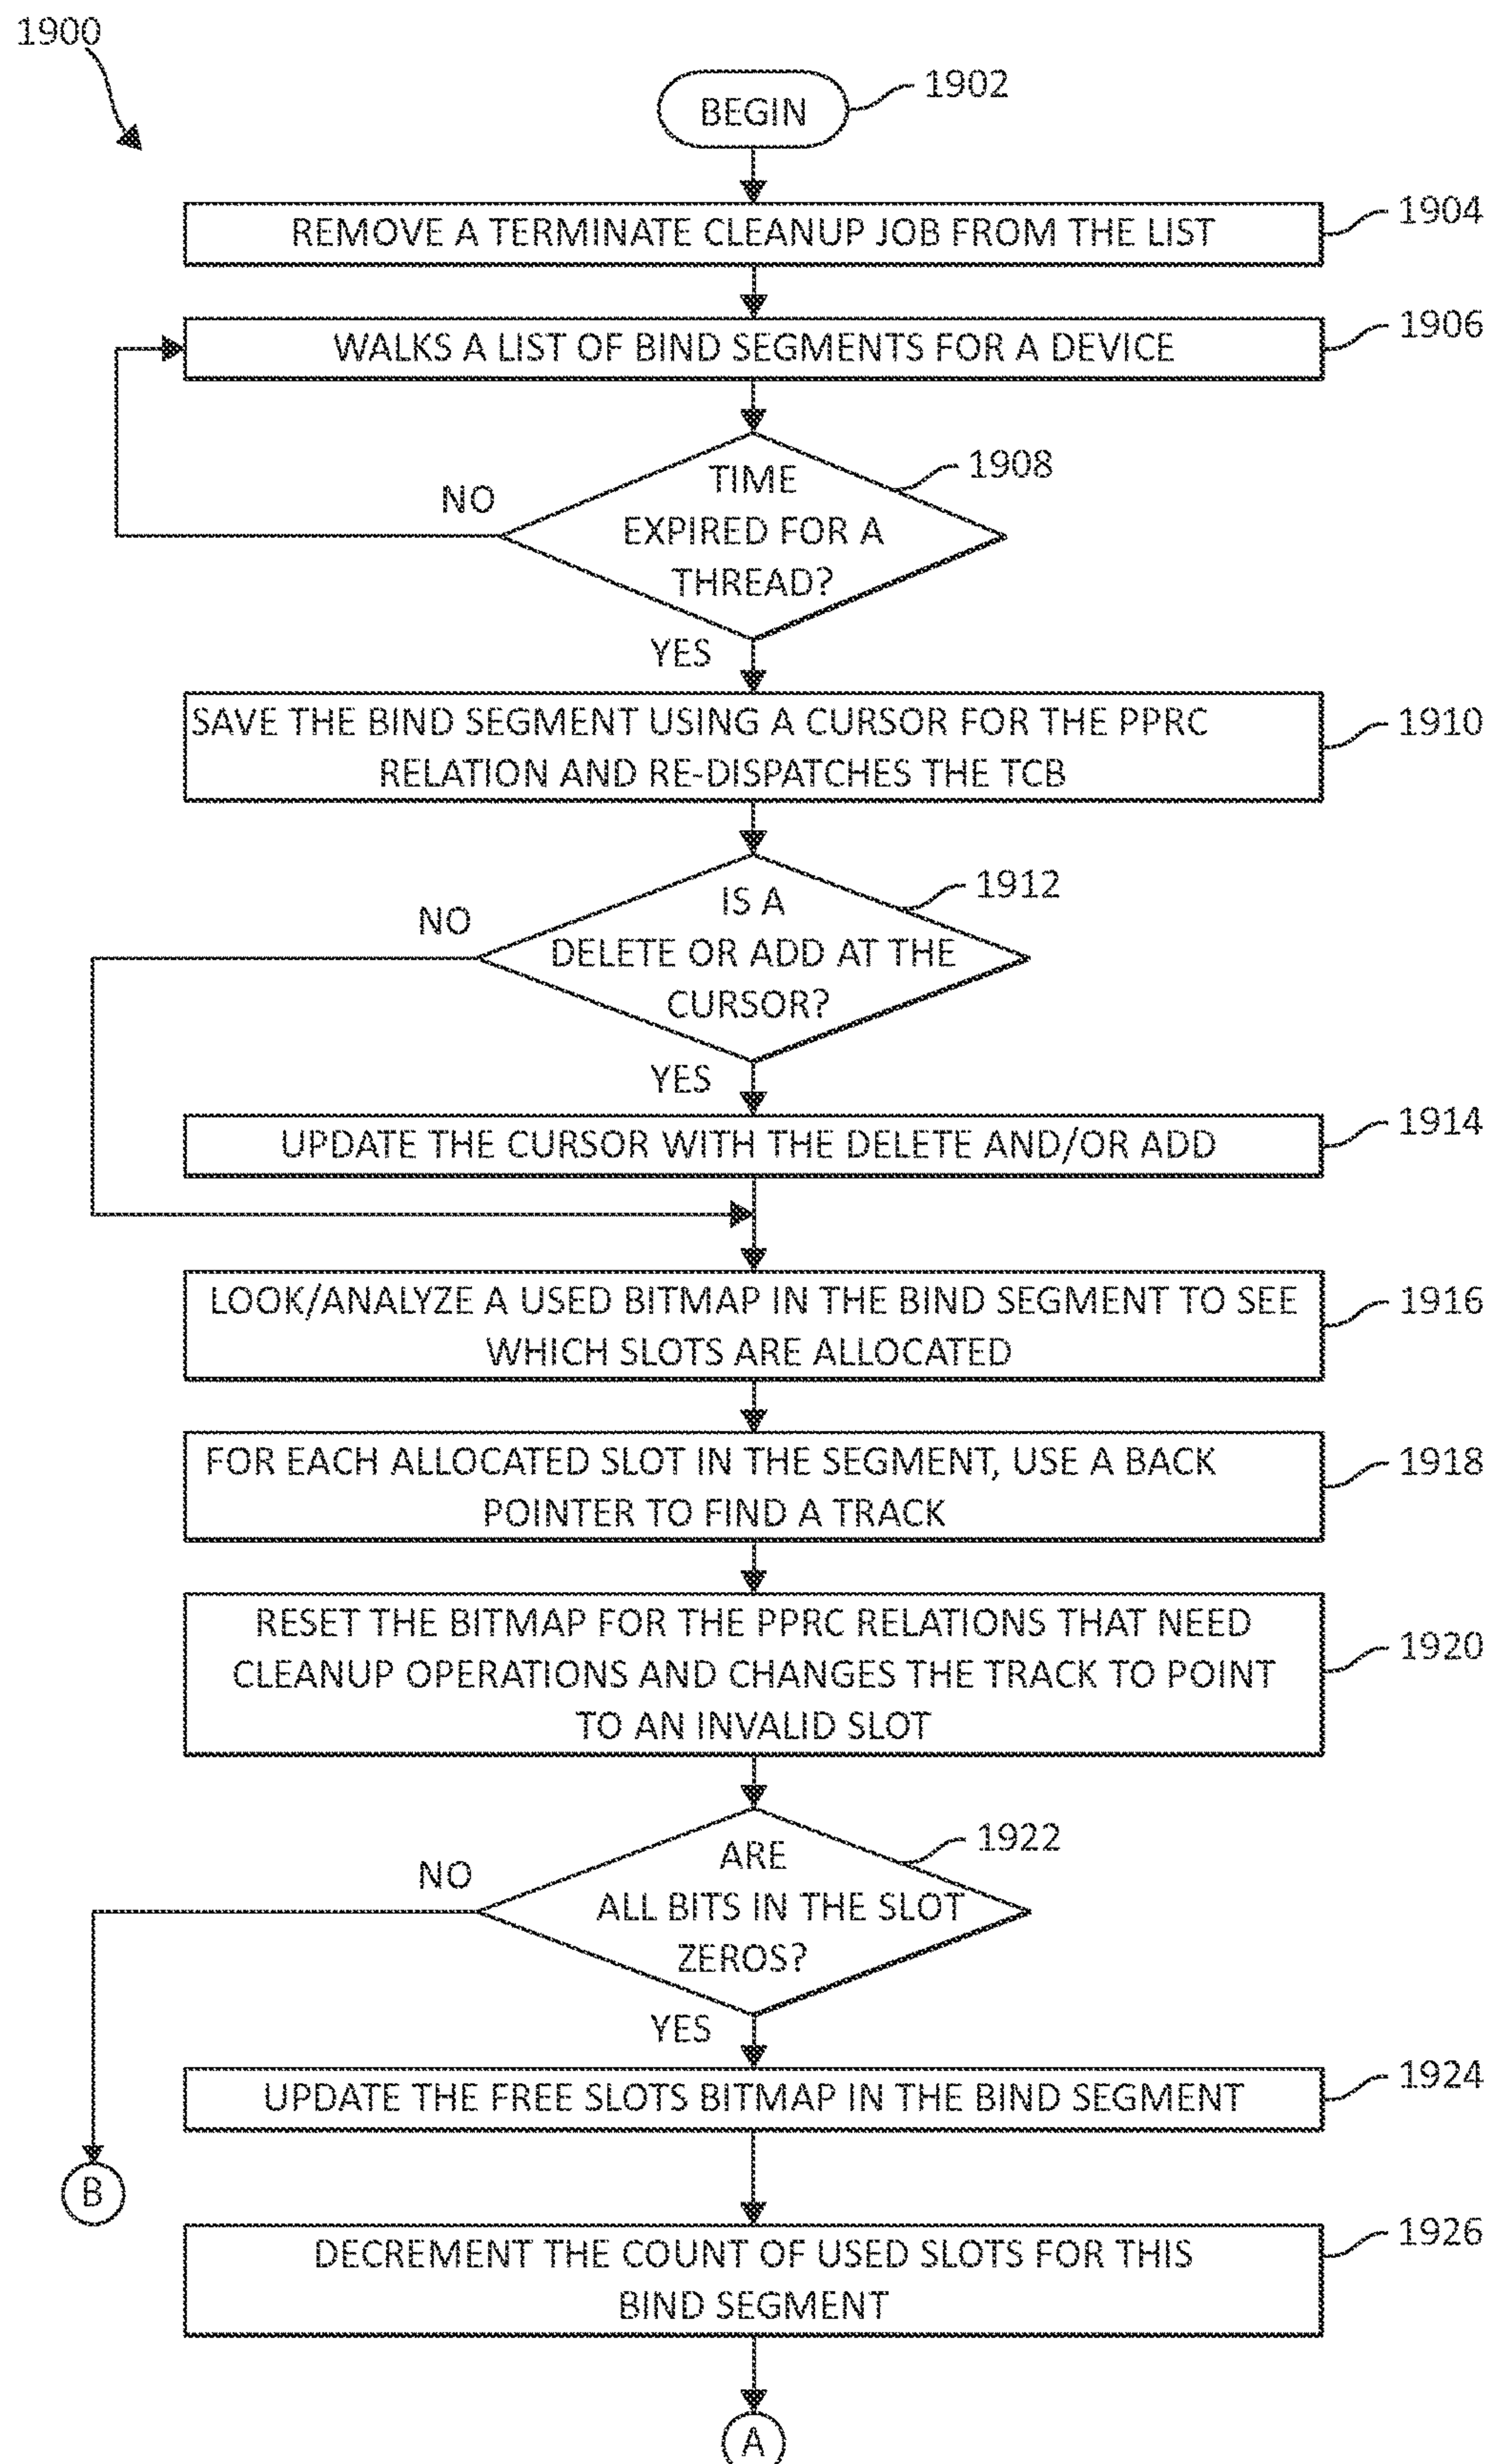 1900
BEGIN
1902
REMOVE A TERMINATE CLEANUP JOB FROM THE LIST
1904
WALKS A LIST OF BIND SEGMENTS FOR A DEVICE
1906
TIME
EXPIRED FOR A
THREAD?
1908
NO
YES
SAVE THE BIND SEGMENT USING A CURSOR FOR THE PPRC
RELATION AND RE-DISPATCHES THE TCB
1910
IS A
DELETE OR ADD AT THE
CURSOR?
1912
NO
YES
UPDATE THE CURSOR WITH THE DELETE AND/OR ADD
1914
LOOK/ANALYZE A USED BITMAP IN THE BIND SEGMENT TO SEE
WHICH SLOTS ARE ALLOCATED
1916
FOR EACH ALLOCATED SLOT IN THE SEGMENT, USE A BACK
POINTER TO FIND A TRACK
1918
RESET THE BITMAP FOR THE PPRC RELATIONS THAT NEED
CLEANUP OPERATIONS AND CHANGES THE TRACK TO POINT
TO AN INVALID SLOT
1920
ARE
ALL BITS IN THE SLOT
ZEROS?
1922
NO
YES
UPDATE THE FREE SLOTS BITMAP IN THE BIND SEGMENT
1924
B
DECREMENT THE COUNT OF USED SLOTS FOR THIS
BIND SEGMENT
1926
A